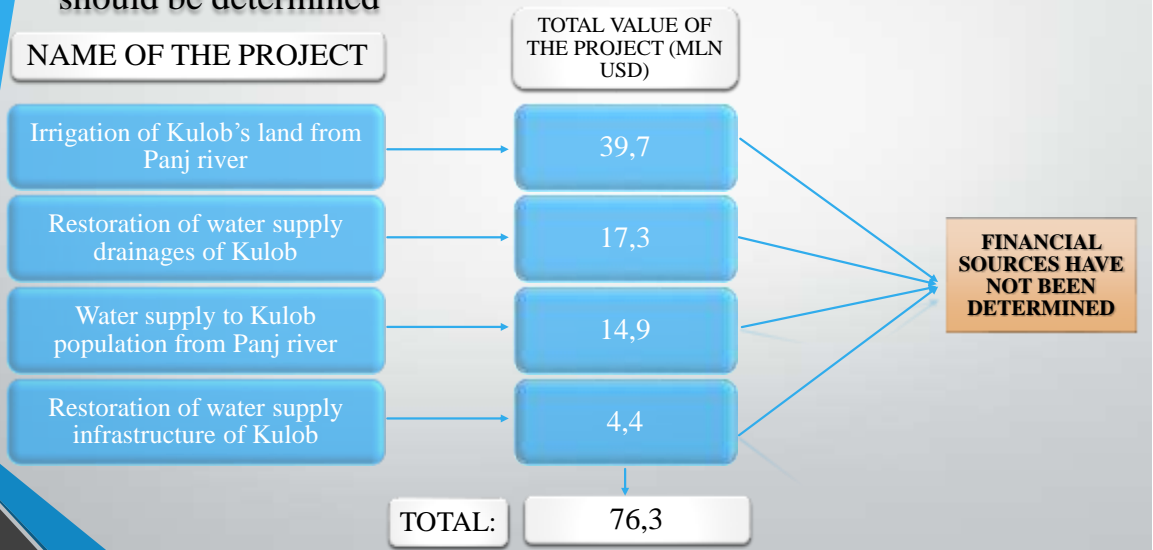 should be determined
NAME OF THE PROJECT
TOTAL VALUE OF
THE PROJECT (MLN
USD)
Irrigation of Kulob’s land from
Panj river
39,7
Restoration of water supply
drainages of Kulob
17,3
Water supply to Kulob
population from Panj river
14,9
Restoration of water supply
infrastructure of Kulob
4,4
FINANCIAL
SOURCES HAVE
NOT BEEN
DETERMINED
TOTAL:
76,3